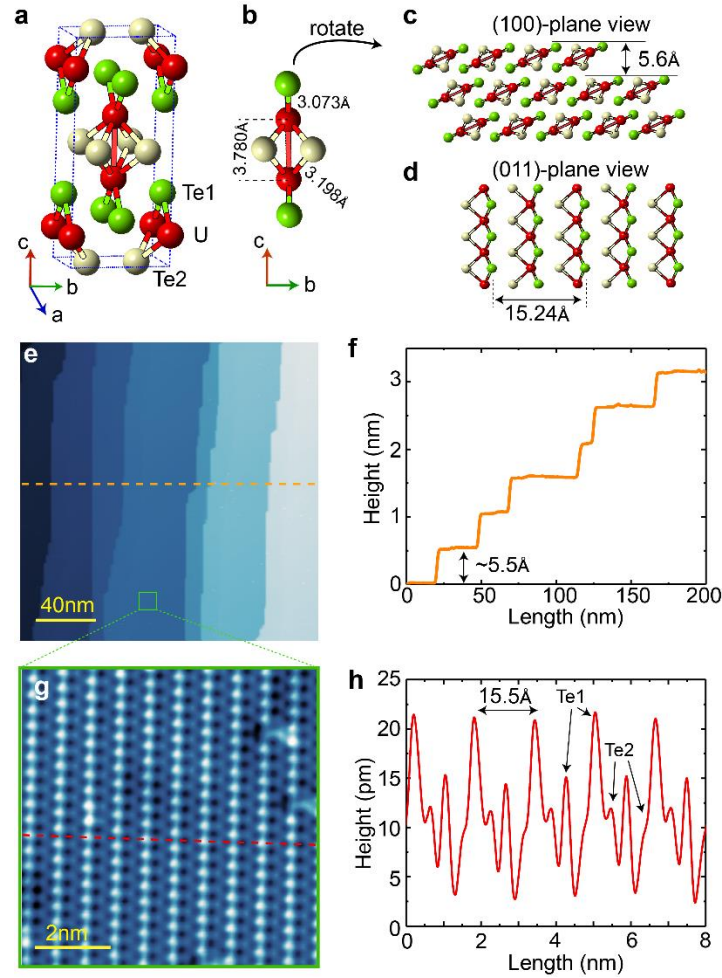 a
Te1
U
Te2
c
b
a
b
rotate
3.073Å
3.780Å
3.198Å
c
b
c
(100)-plane view
5.6Å
(011)-plane view
d
15.24Å
e
40nm
f
Height (nm)
3
2
1
0
~5.5Å
0 50 100 150 200
Length (nm)
g
2nm
h
Height (pm)
25
20
15
10
5
0
15.5Å
Te1
Te2
0 2 4 6 8
Length (nm)